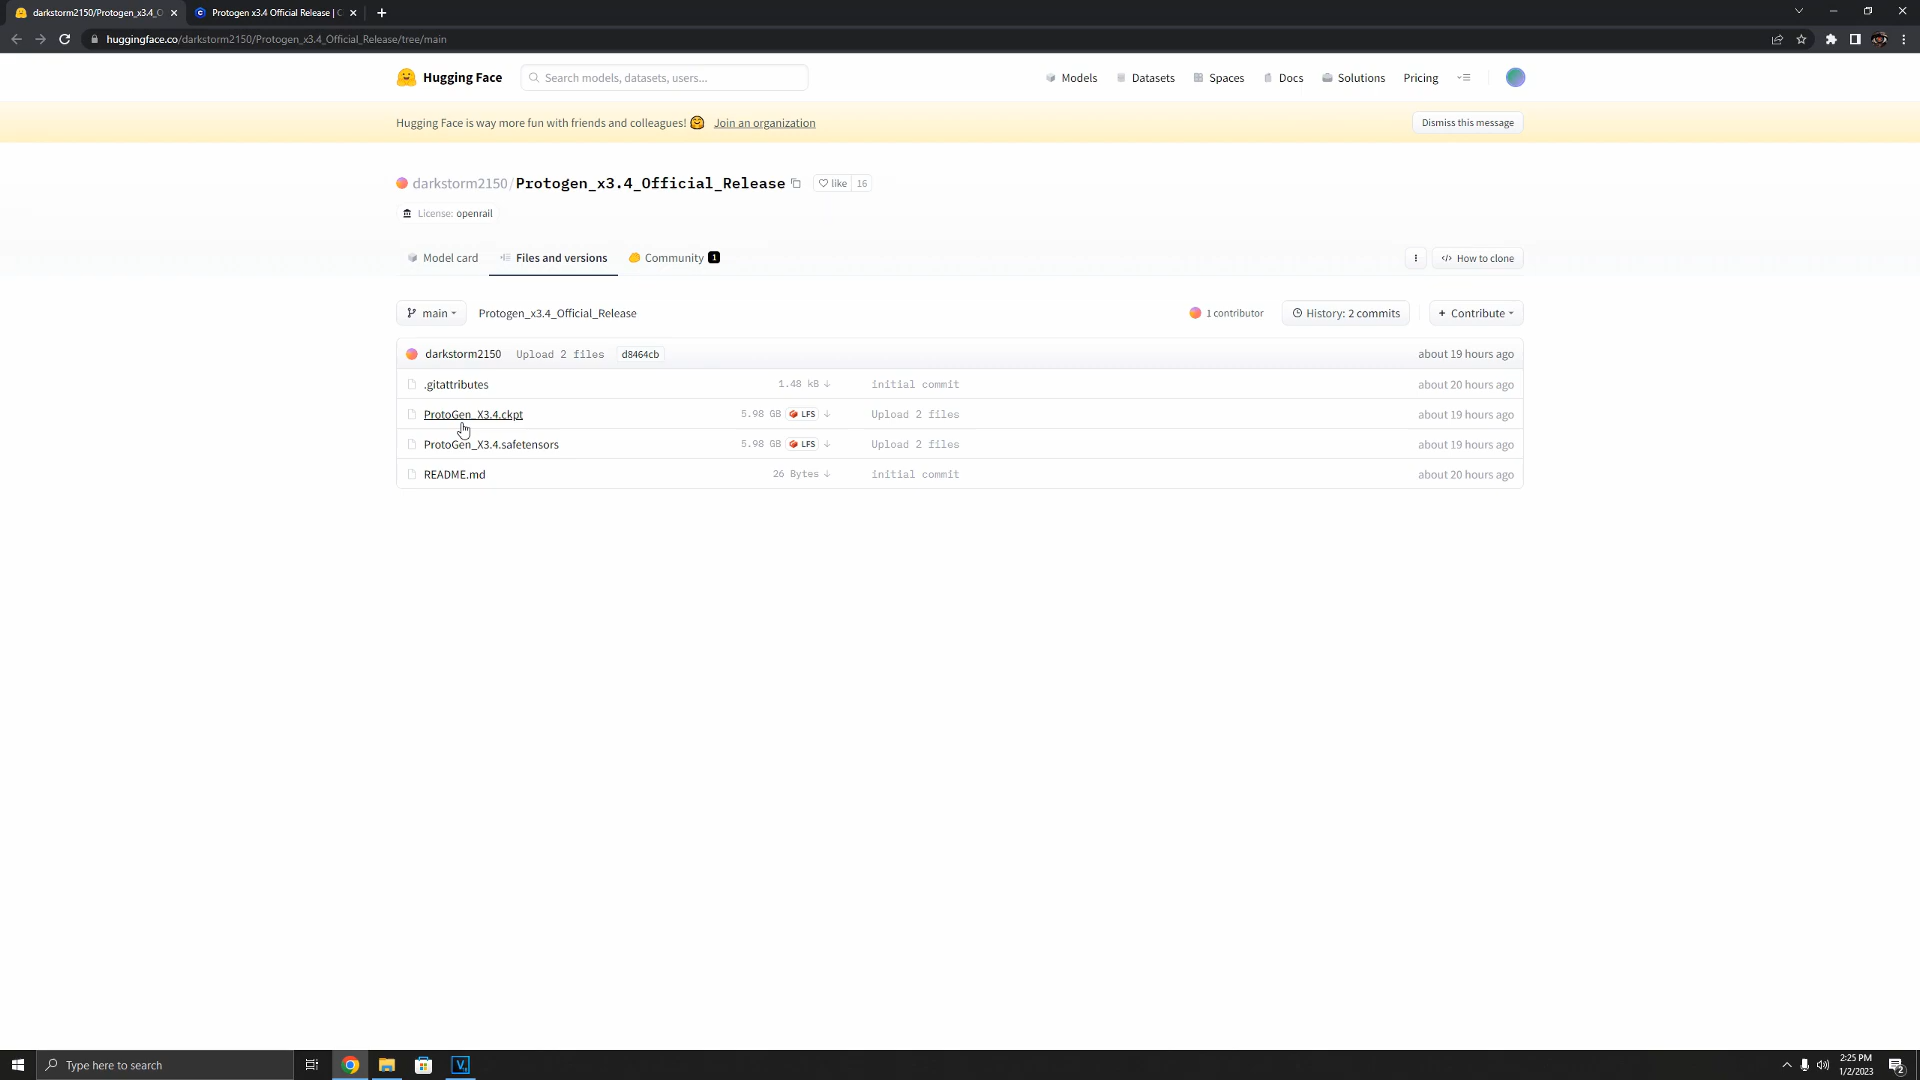 darkstorm2150/Protogen_x3.4_O
Protogen x3.4 Official Release | C
huggingface.co/darkstorm2150/Protogen_x3.4_Official_Release/tree/main
Hugging Face
Search models, datasets, users...
Models
Datasets
Spaces
Docs
Solutions
Pricing
Hugging Face is way more fun with friends and colleagues! Join an organization
Dismiss this message
darkstorm2150/Protogen_x3.4_Official_Release
like 16
License: openrail
Model card
Files and versions
Community 1
</> How to clone
main
Protogen_x3.4_Official_Release
1 contributor
History: 2 commits
+ Contribute
darkstorm2150 Upload 2 files d8464cb about 19 hours ago
.gitattributes 1.48 kB initial commit about 20 hours ago
ProtoGen_X3.4.ckpt 5.98 GB LFS Upload 2 files about 19 hours ago
ProtoGen_X3.4.safetensors 5.98 GB LFS Upload 2 files about 19 hours ago
README.md 26 Bytes initial commit about 20 hours ago
Type here to search
2:25 PM
1/2/2023
2